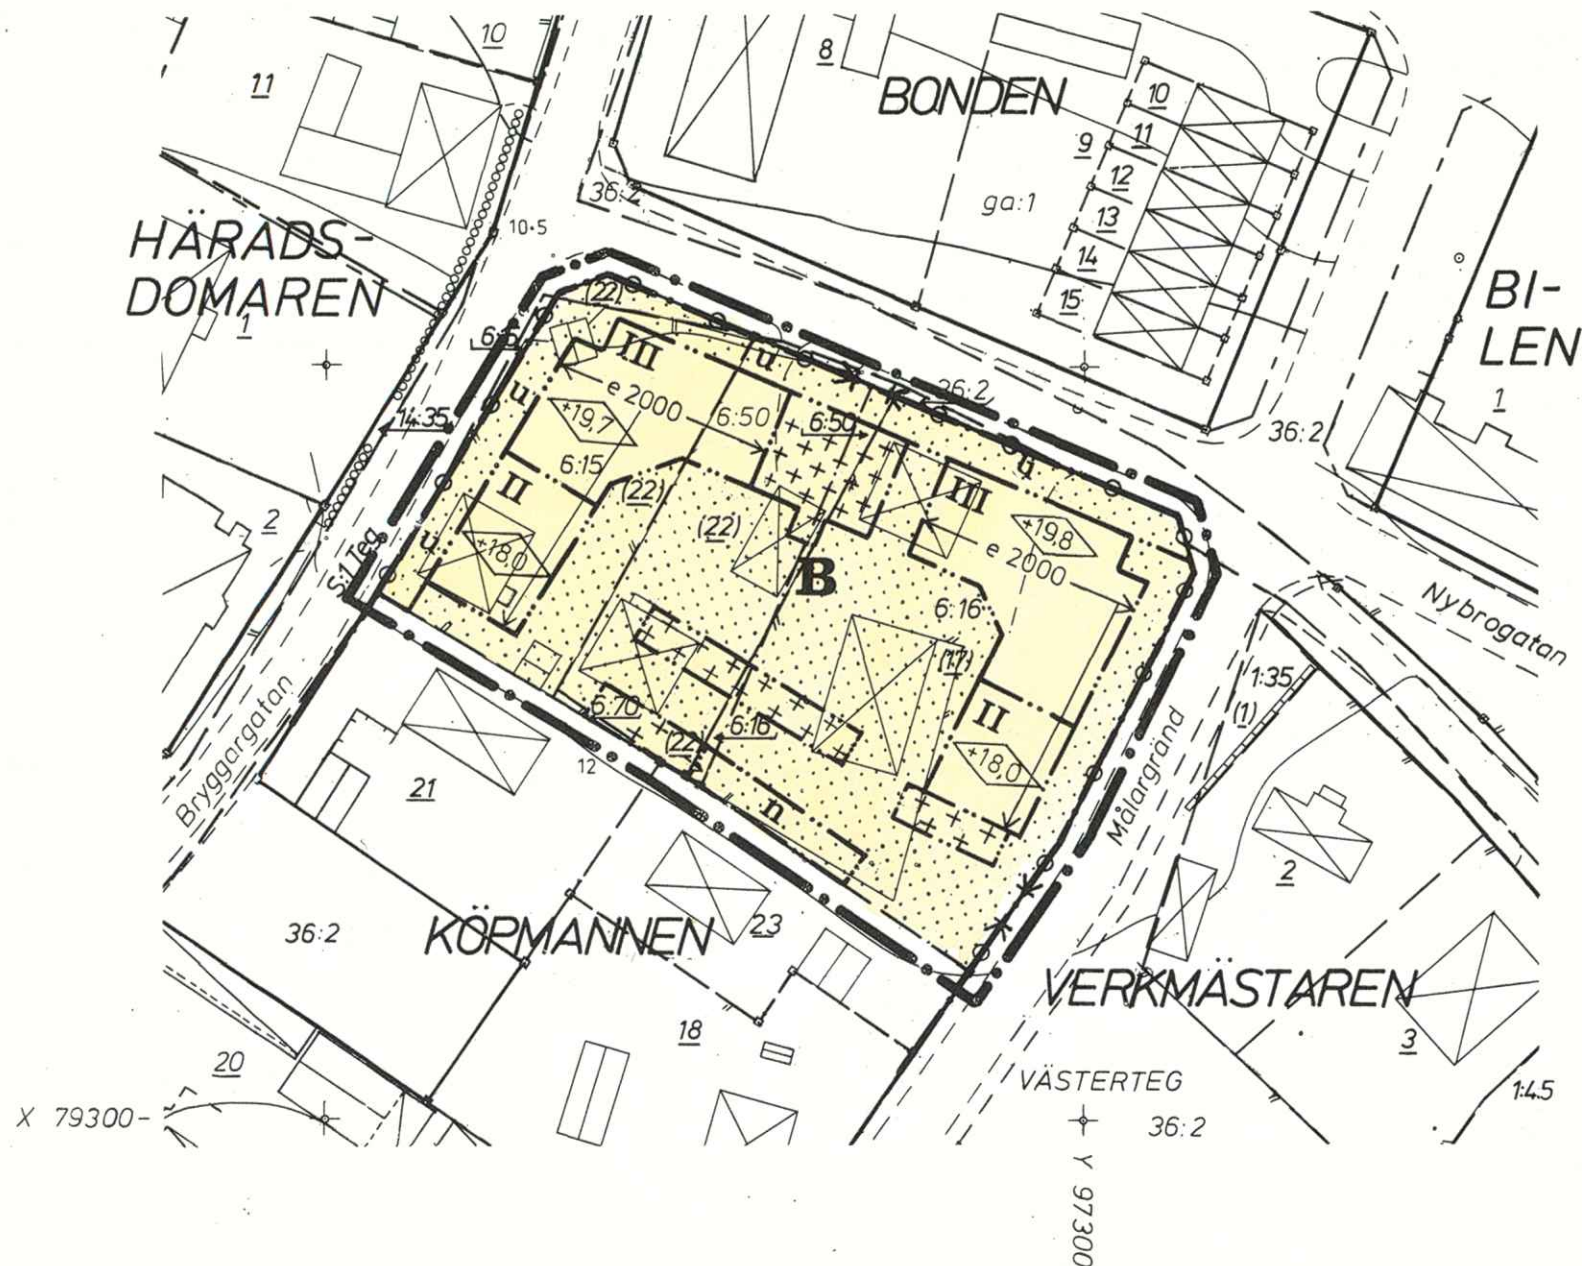 10
11
8
BONDEN
10
11
9
12
13
14
15
ga:1
36:2
HÄRADS-
DOMAREN
10.5
1
BI-
LEN
1
(22)
III
u
36:2
36:2
e 2000
6:50
6:50
+19,7
u
1:35
6:15
II
(22)
(22)
III
u
+19,8
e 2000
2
S:1 Teg
u
+18,0
B
6:16
Nybrogatan
(17)
1:35
(1)
II
+18,0
6:70
6:16
(22)
12
n
Bryggargatan
21
Målargränd
2
23
36:2
KÖPMANNEN
VERKMÄSTAREN
18
3
20
VÄSTERTEG
36:2
1:45
X 79300-
Y 97300